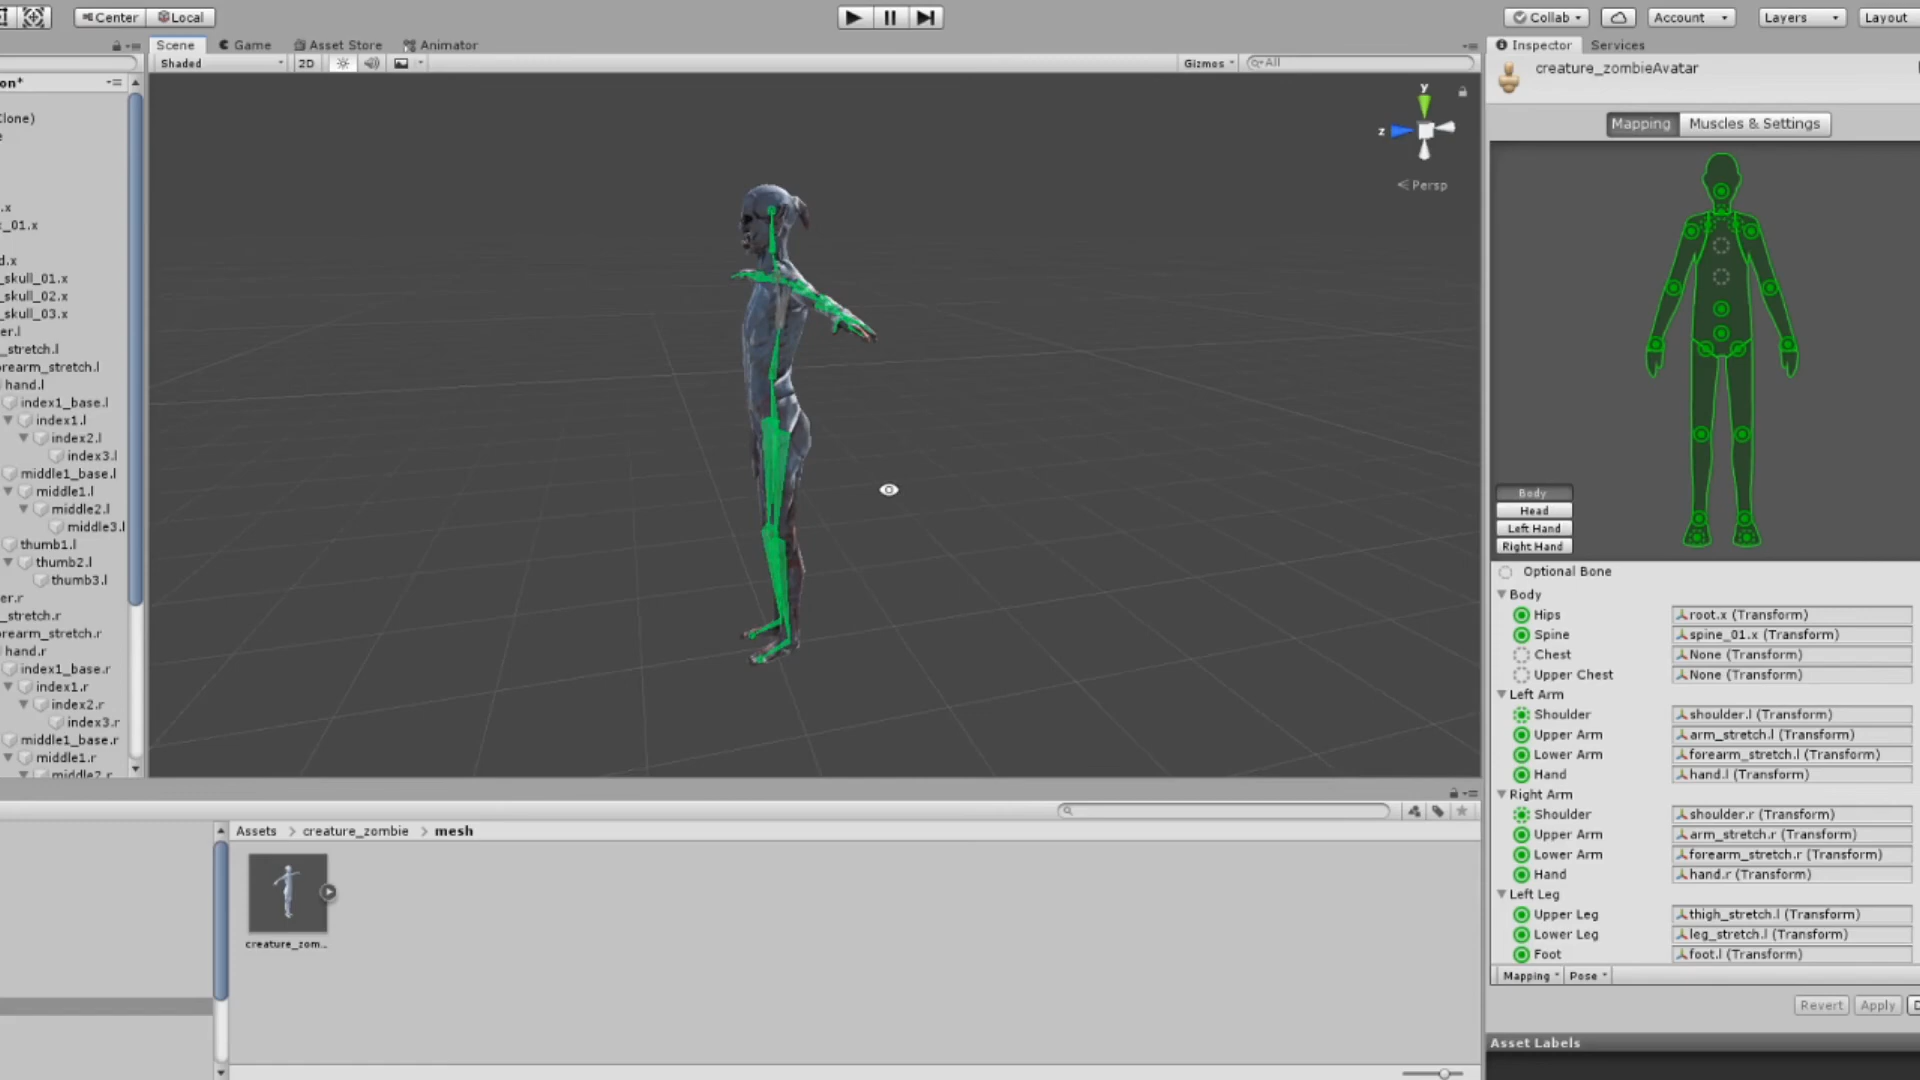 Center Local
Collab Account Layers Layout
Scene Game Asset Store Animator
Inspector Services
Shaded 2D Gizmos All
creature_zombieAvatar
on*
Clone)
Mapping Muscles & Settings
y
z
Persp
.x
_01.x
d.x
_skull_01.x
_skull_02.x
_skull_03.x
er.l
_stretch.l
orearm_stretch.l
hand.l
index1_base.l
index1.l
index2.l
index3.l
middle1_base.l
middle1.l
middle2.l
middle3.l
thumb1.l
thumb2.l
thumb3.l
er.r
_stretch.r
orearm_stretch.r
hand.r
index1_base.r
index1.r
index2.r
index3.r
middle1_base.r
middle1.r
middle2.r
Body
Head
Left Hand
Right Hand
Optional Bone
Body
Hips root.x (Transform)
Spine spine_01.x (Transform)
Chest None (Transform)
Upper Chest None (Transform)
Left Arm
Shoulder shoulder.l (Transform)
Upper Arm arm_stretch.l (Transform)
Lower Arm forearm_stretch.l (Transform)
Hand hand.l (Transform)
Right Arm
Shoulder shoulder.r (Transform)
Upper Arm arm_stretch.r (Transform)
Lower Arm forearm_stretch.r (Transform)
Hand hand.r (Transform)
Left Leg
Upper Leg thigh_stretch.l (Transform)
Lower Leg leg_stretch.l (Transform)
Foot foot.l (Transform)
Mapping Pose
Revert Apply
Asset Labels
Assets > creature_zombie > mesh
creature_zom...